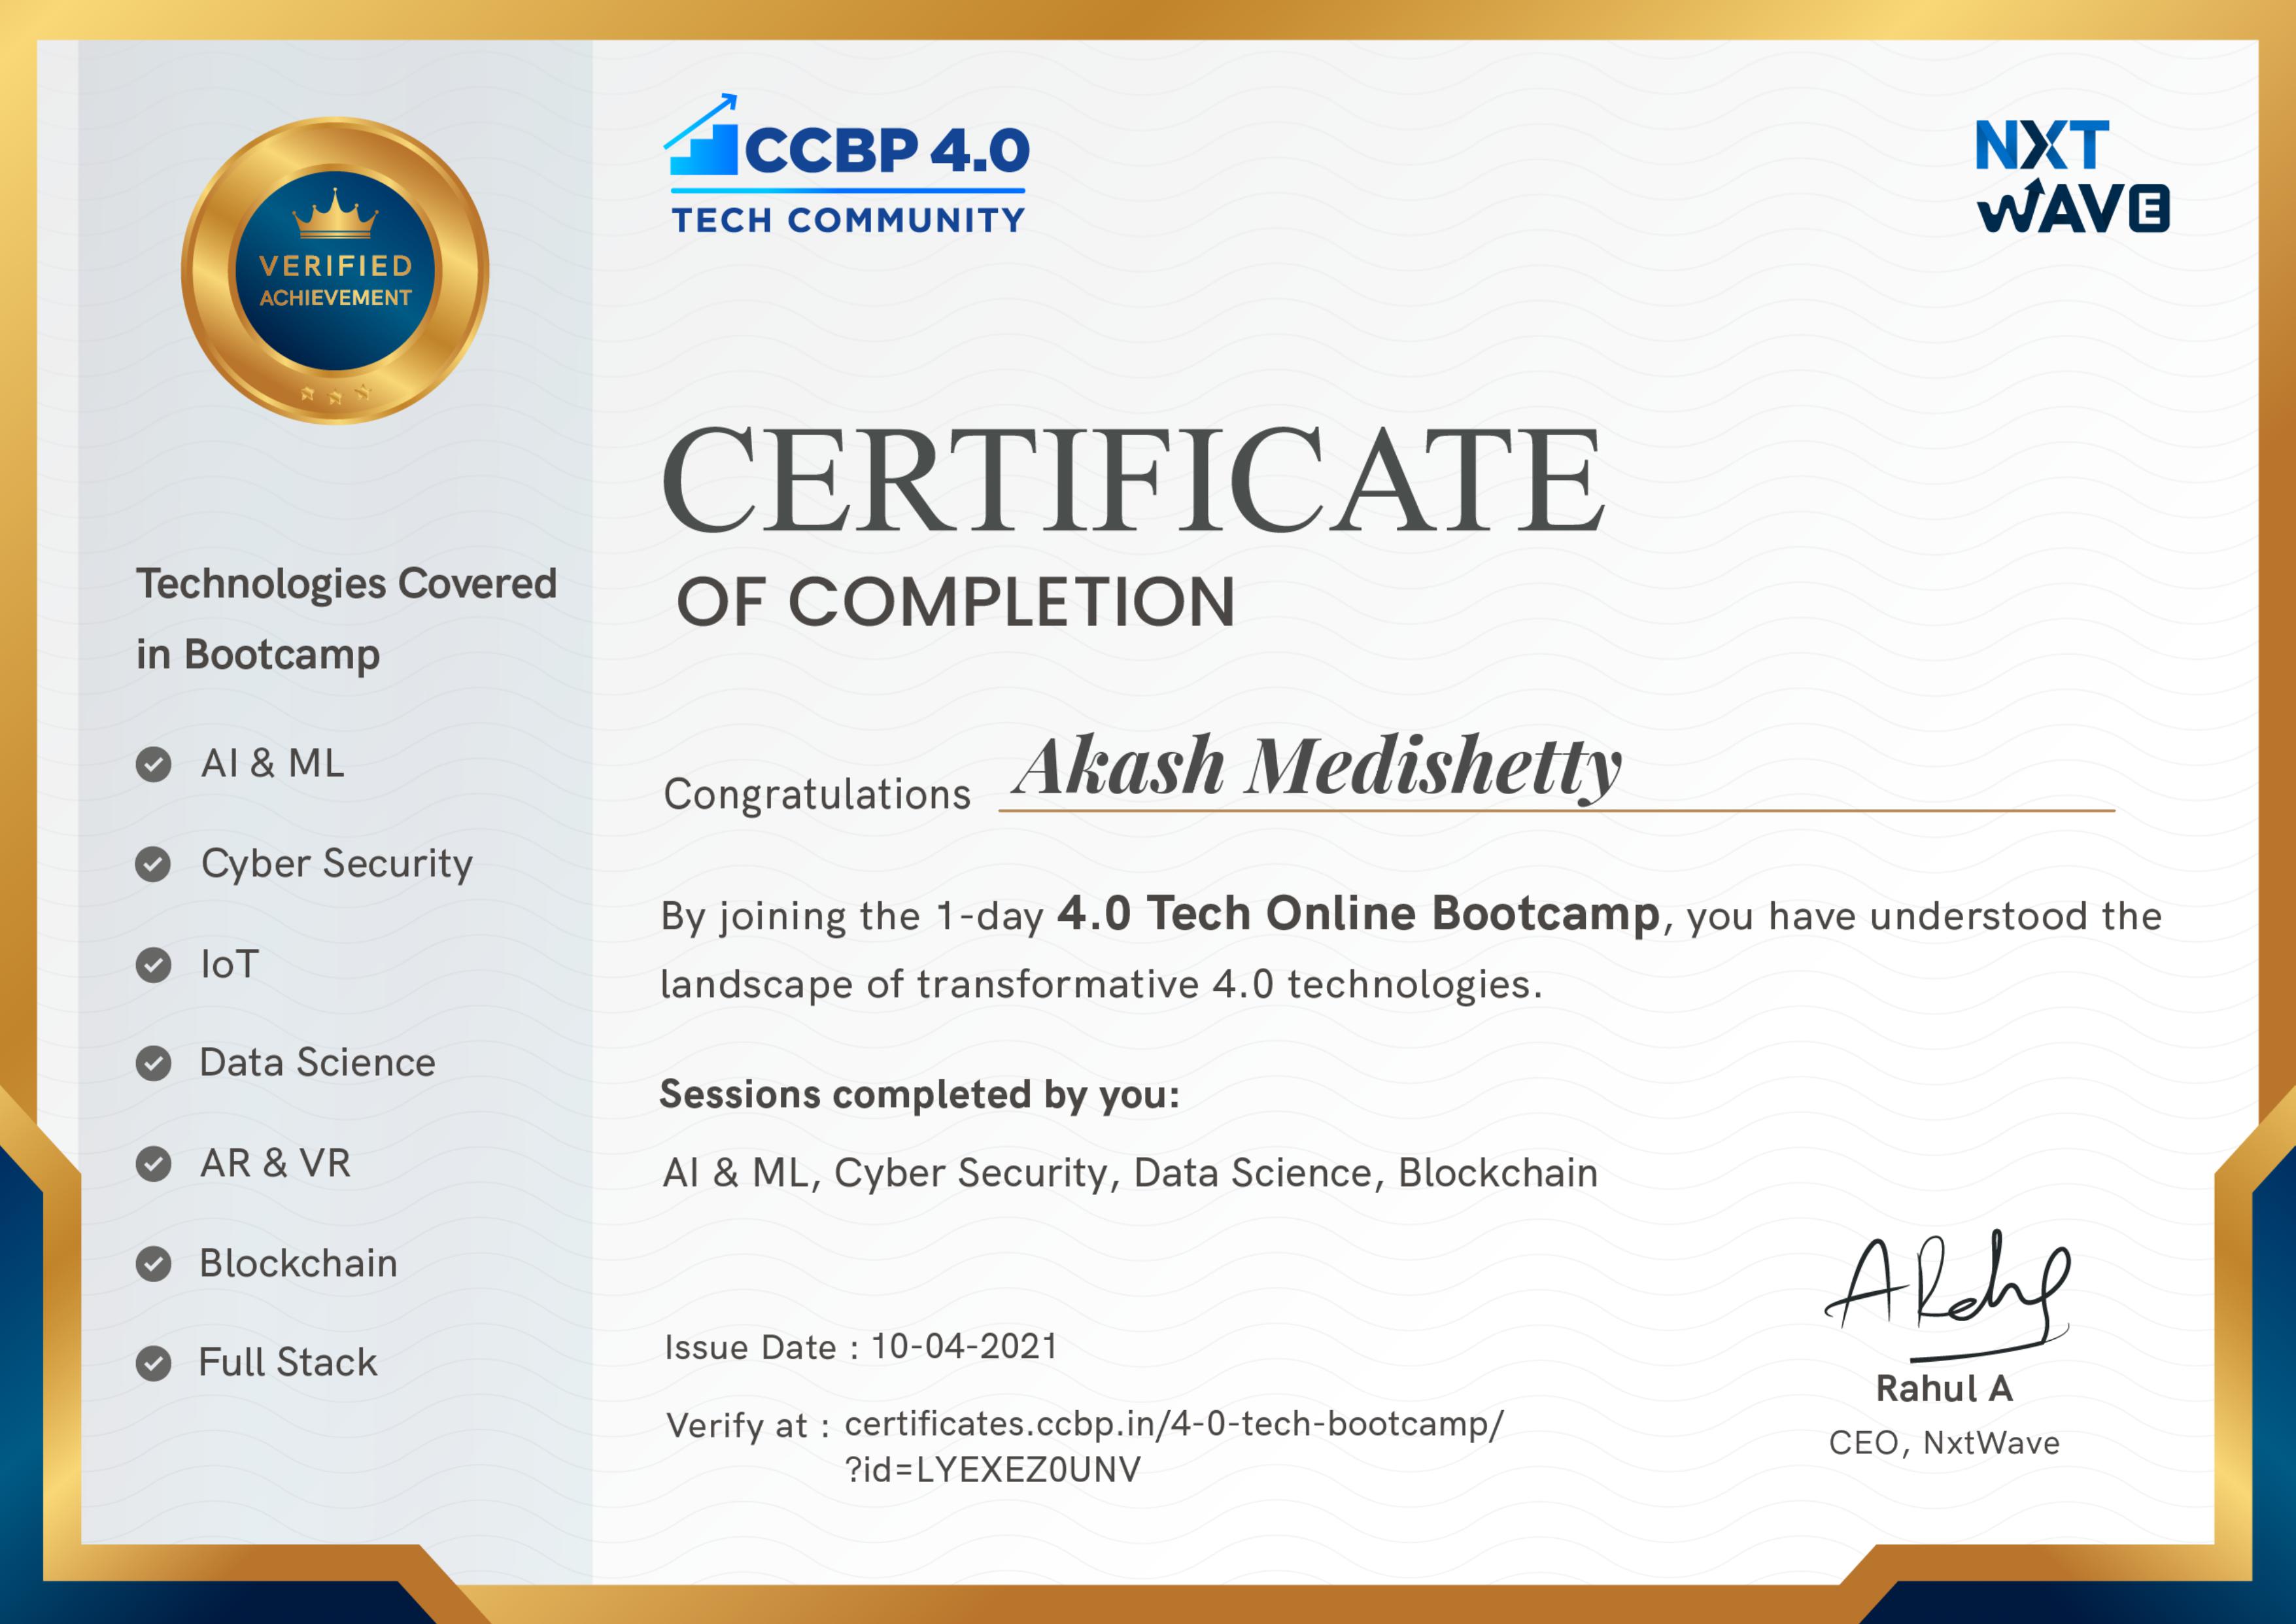 VERIFIED
ACHIEVEMENT
Technologies Covered
in Bootcamp
AI & ML
Cyber Security
IoT
Data Science
AR & VR
Blockchain
Full Stack
CCBP 4.0
TECH COMMUNITY
NXT
WAVE
CERTIFICATE
OF COMPLETION
Congratulations Akash Medishetty
By joining the 1-day 4.0 Tech Online Bootcamp, you have understood the
landscape of transformative 4.0 technologies.
Sessions completed by you:
AI & ML, Cyber Security, Data Science, Blockchain
Issue Date : 10-04-2021
Verify at : certificates.ccbp.in/4-0-tech-bootcamp/
?id=LYEXEZ0UNV
ARahul
Rahul A
CEO, NxtWave